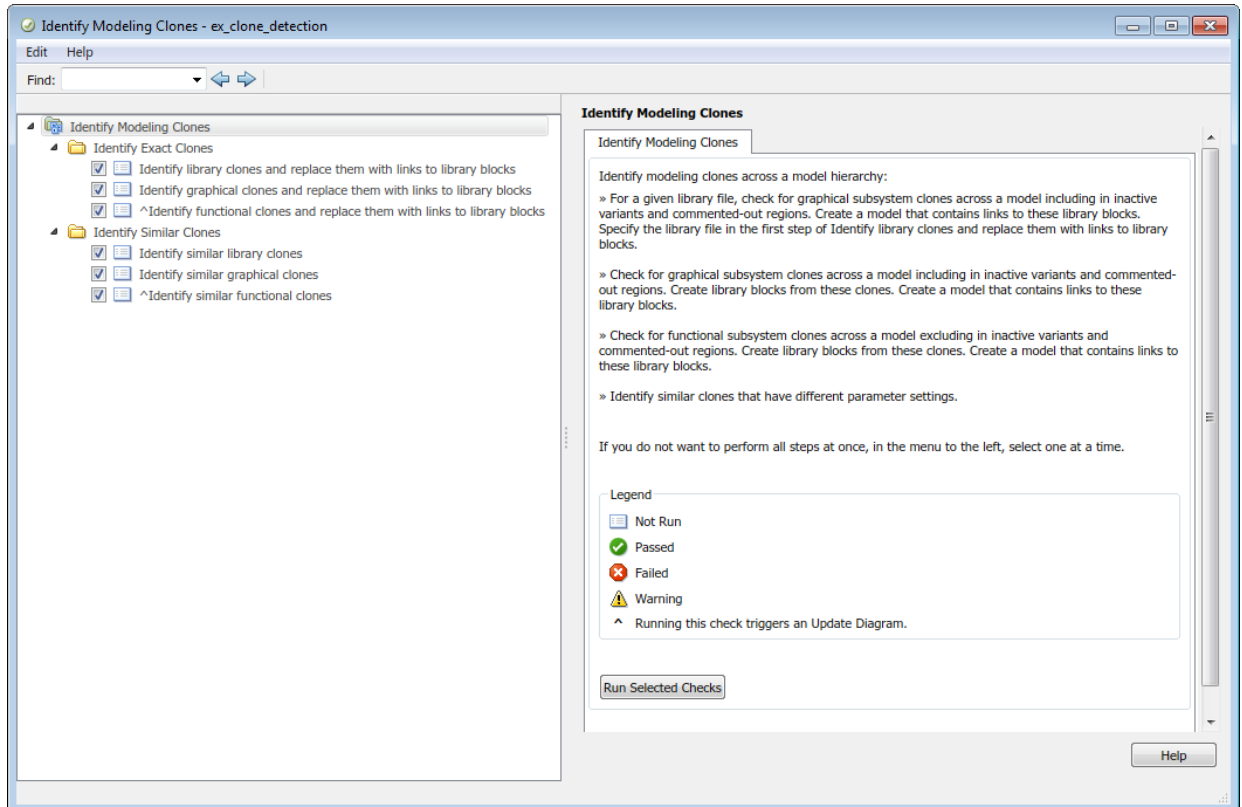 Identify Modeling Clones - ex_clone_detection
Edit Help
Find:
Identify Modeling Clones
Identify Exact Clones
Identify library clones and replace them with links to library blocks
Identify graphical clones and replace them with links to library blocks
^Identify functional clones and replace them with links to library blocks
Identify Similar Clones
Identify similar library clones
Identify similar graphical clones
^Identify similar functional clones
Identify Modeling Clones
Identify Modeling Clones
Identify modeling clones across a model hierarchy:
» For a given library file, check for graphical subsystem clones across a model including in inactive
variants and commented-out regions. Create a model that contains links to these library blocks.
Specify the library file in the first step of Identify library clones and replace them with links to library
blocks.
» Check for graphical subsystem clones across a model including in inactive variants and commented-
out regions. Create library blocks from these clones. Create a model that contains links to these
library blocks.
» Check for functional subsystem clones across a model excluding in inactive variants and
commented-out regions. Create library blocks from these clones. Create a model that contains links to
these library blocks.
» Identify similar clones that have different parameter settings.
If you do not want to perform all steps at once, in the menu to the left, select one at a time.
Legend
Not Run
Passed
Failed
Warning
^ Running this check triggers an Update Diagram.
Run Selected Checks
Help